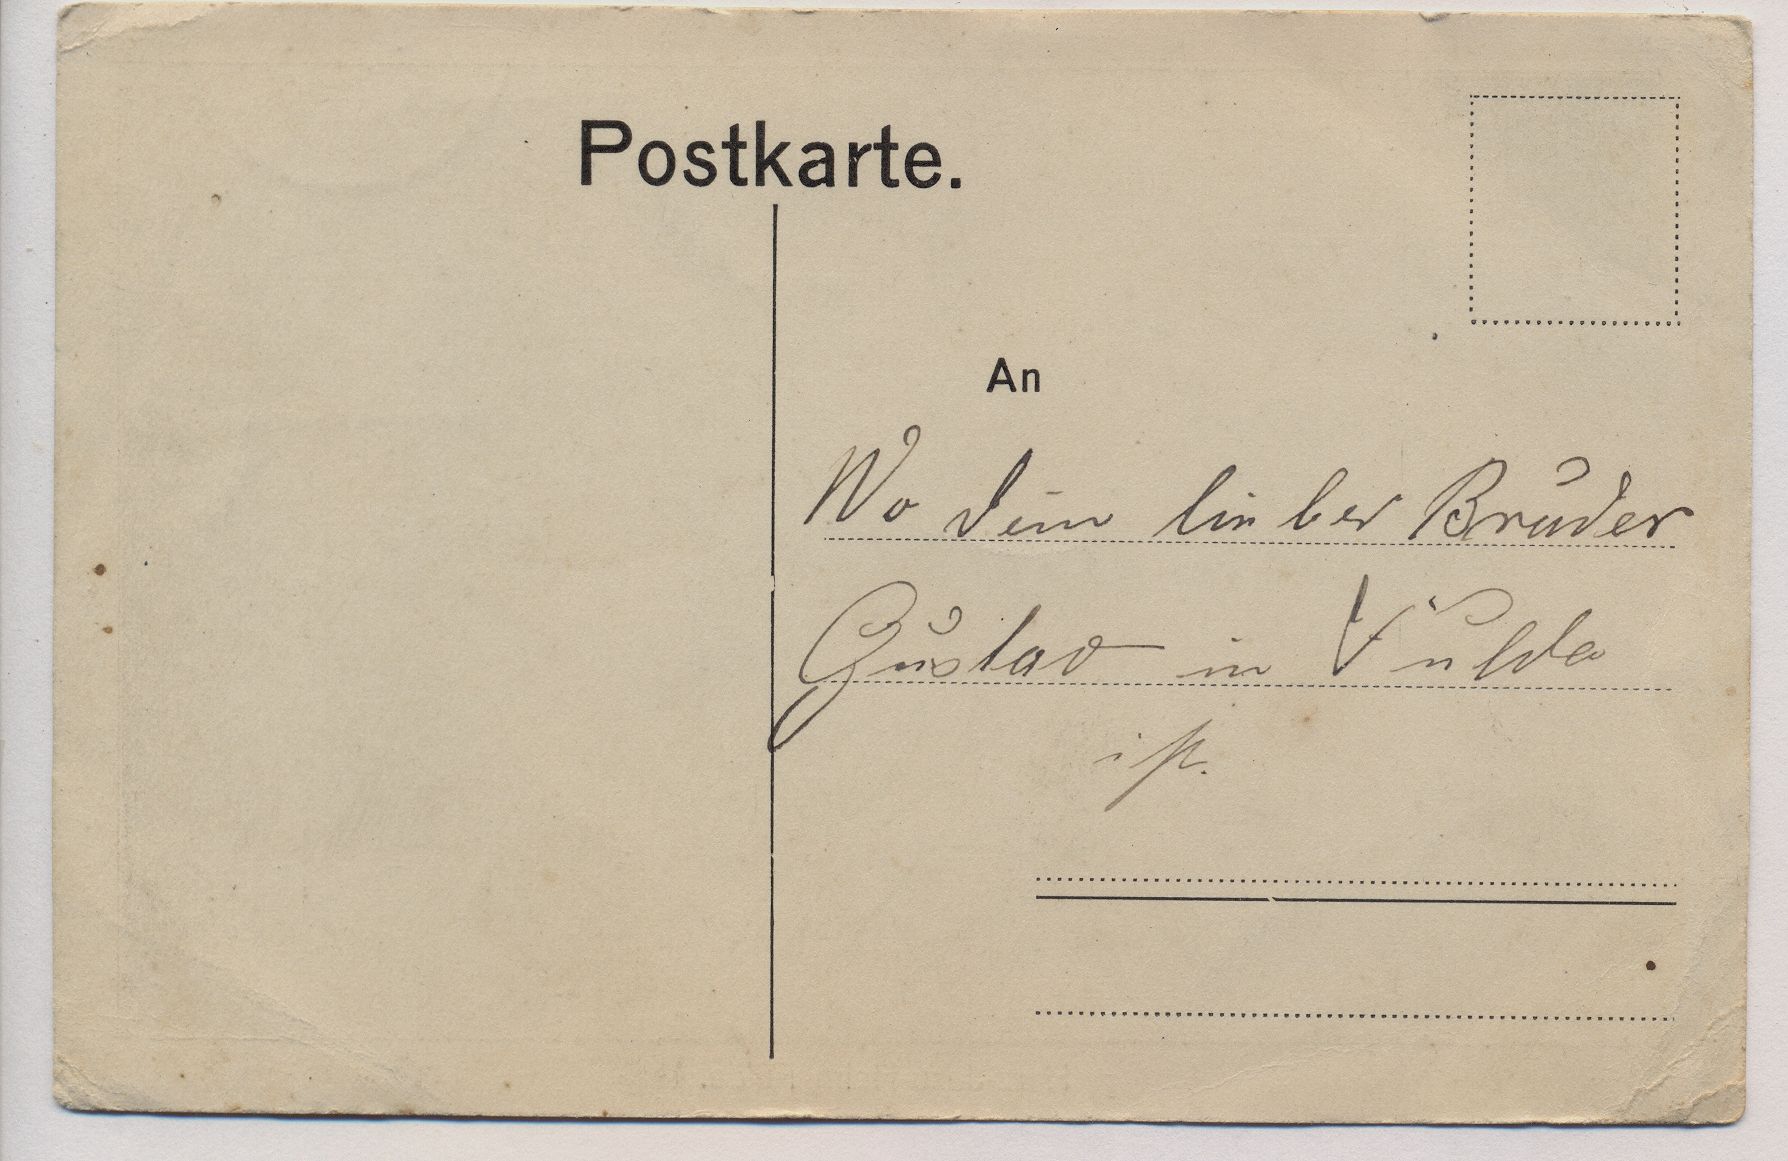 Postkarte.
An
Wo dein lieber Bruder
Gustav in Fulda
ist.